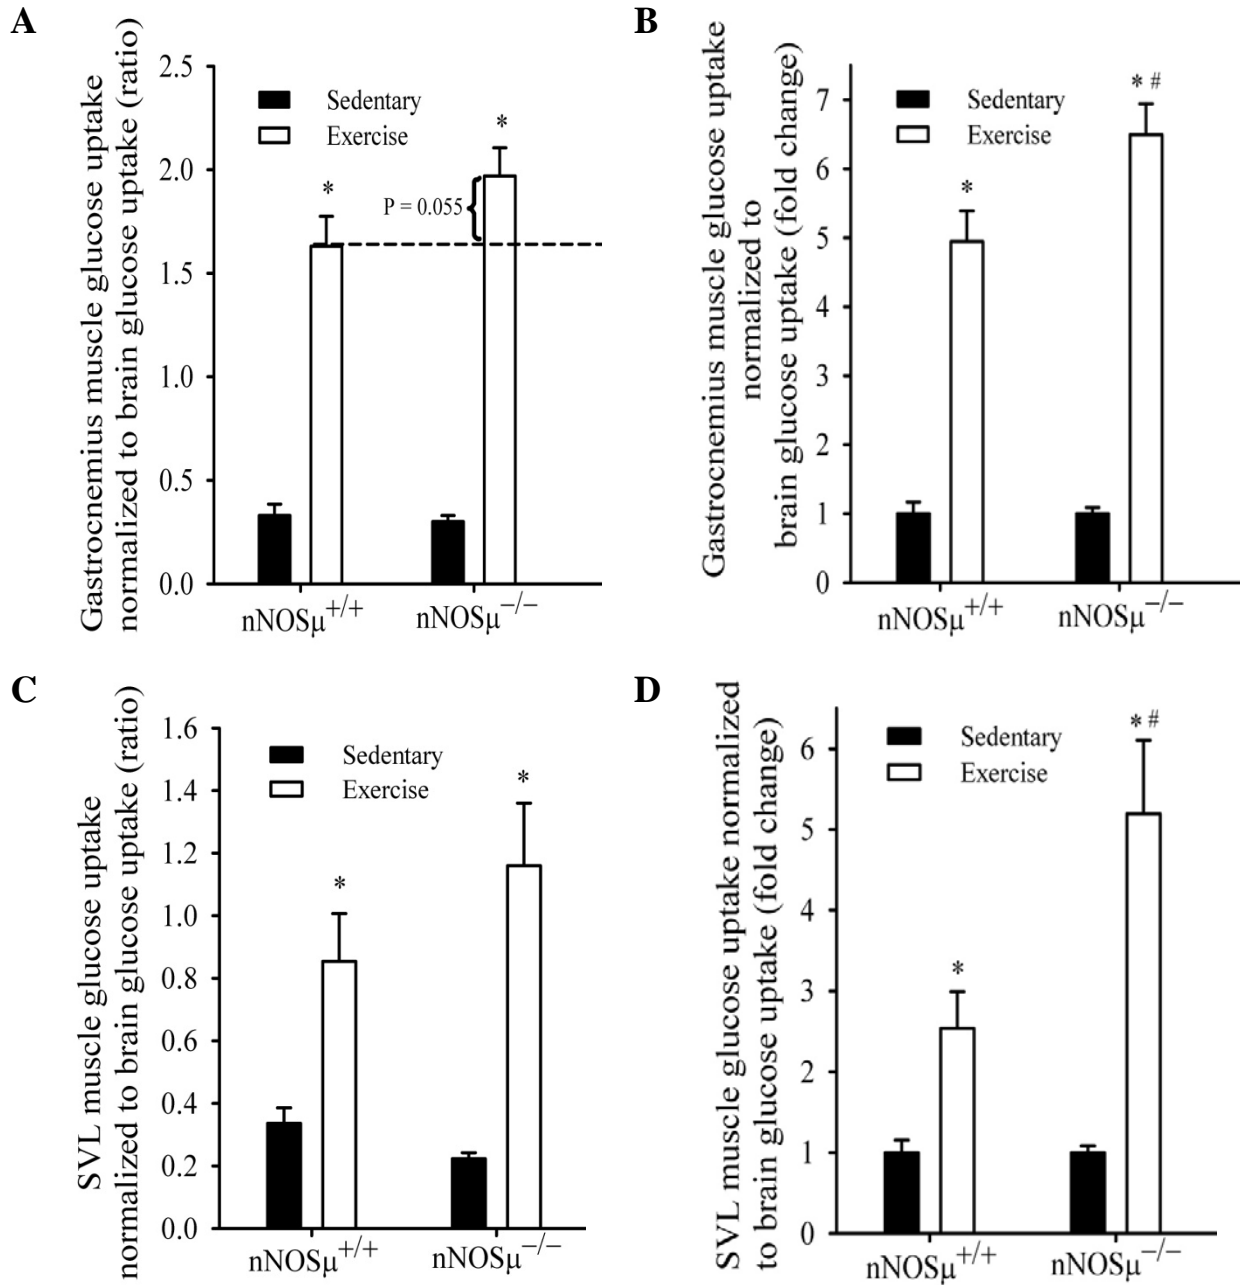 A
Gastrocnemius muscle glucose uptake
normalized to brain glucose uptake (ratio)
2.5
2.0
1.5
1.0
0.5
0.0
Sedentary
Exercise
*
*
P = 0.055
nNOSμ+/+
nNOSμ−/−
B
Gastrocnemius muscle glucose uptake
normalized to
brain glucose uptake (fold change)
7
6
5
4
3
2
1
0
Sedentary
Exercise
*
* #
nNOSμ+/+
nNOSμ−/−
C
SVL muscle glucose uptake
normalized to brain glucose uptake (ratio)
1.6
1.4
1.2
1.0
0.8
0.6
0.4
0.2
0.0
Sedentary
Exercise
*
*
nNOSμ+/+
nNOSμ−/−
D
SVL muscle glucose uptake normalized
to brain glucose uptake (fold change)
6
5
4
3
2
1
0
Sedentary
Exercise
*
* #
nNOSμ+/+
nNOSμ−/−